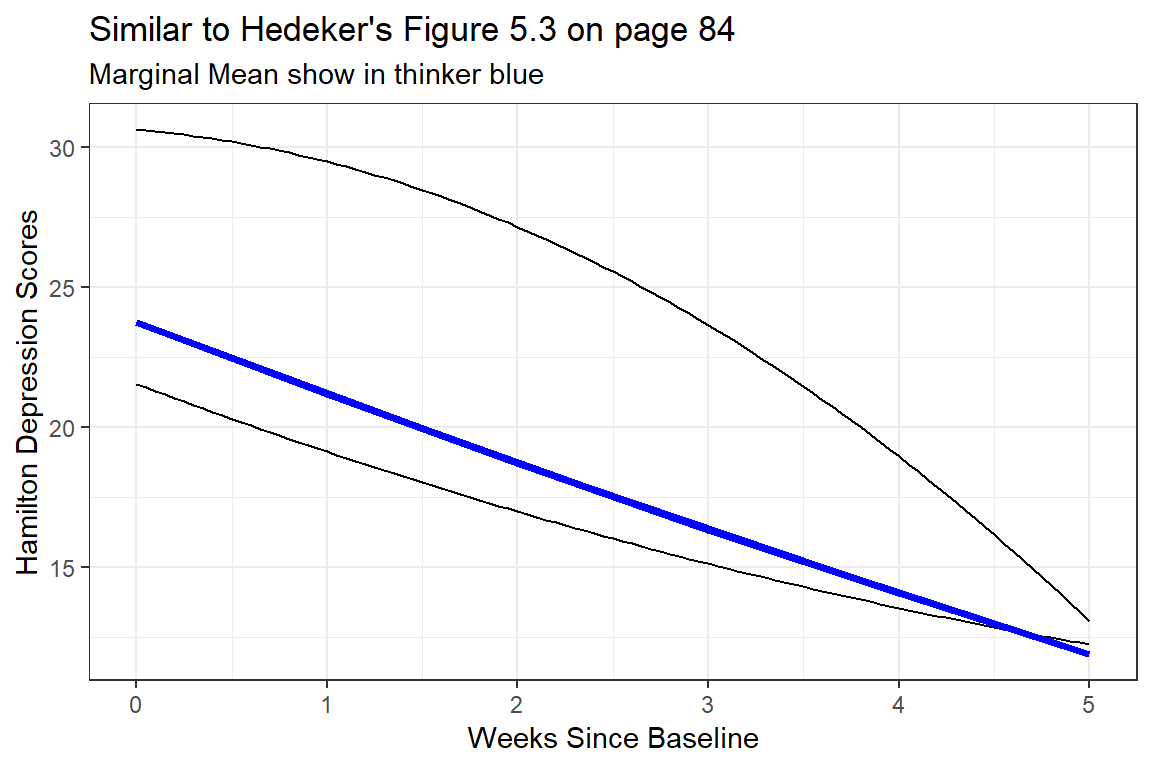 Similar to Hedeker's Figure 5.3 on page 84
Marginal Mean show in thinker blue
Hamilton Depression Scores
30
25
20
15
0 1 2 3 4 5
Weeks Since Baseline